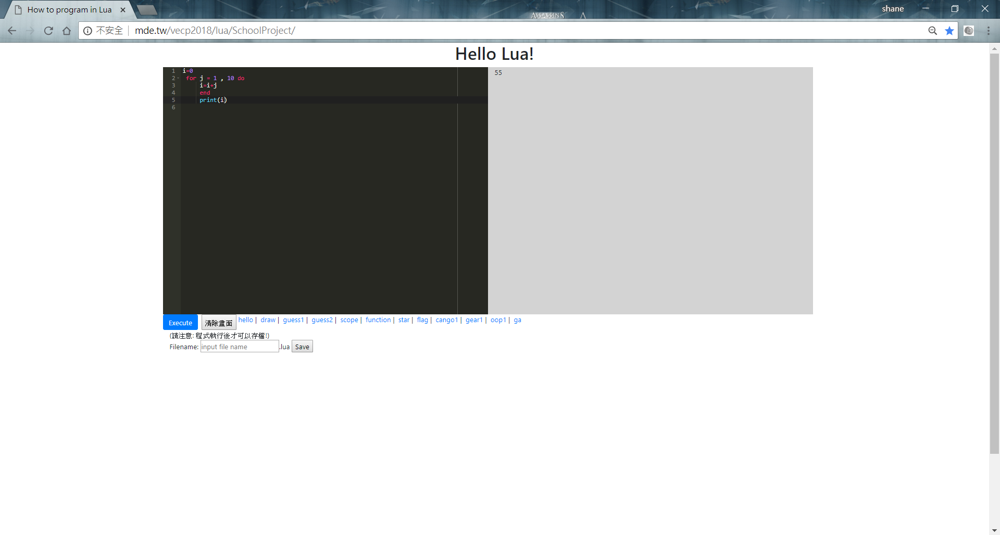 How to program in Lua
ASSASSINS A
shane
不安全 mde.tw/vecp2018/lua/SchoolProject/
Hello Lua!
1 i=0
2 for j = 1 , 10 do
3 i=i+j
4 end
5 print(i)
6
55
Execute 清除畫面 hello | draw | guess1 | guess2 | scope | function | star | flag | cango1 | gear1 | oop1 | ga
(請注意: 程式執行後才可以存檔!)
Filename: input file name .lua Save